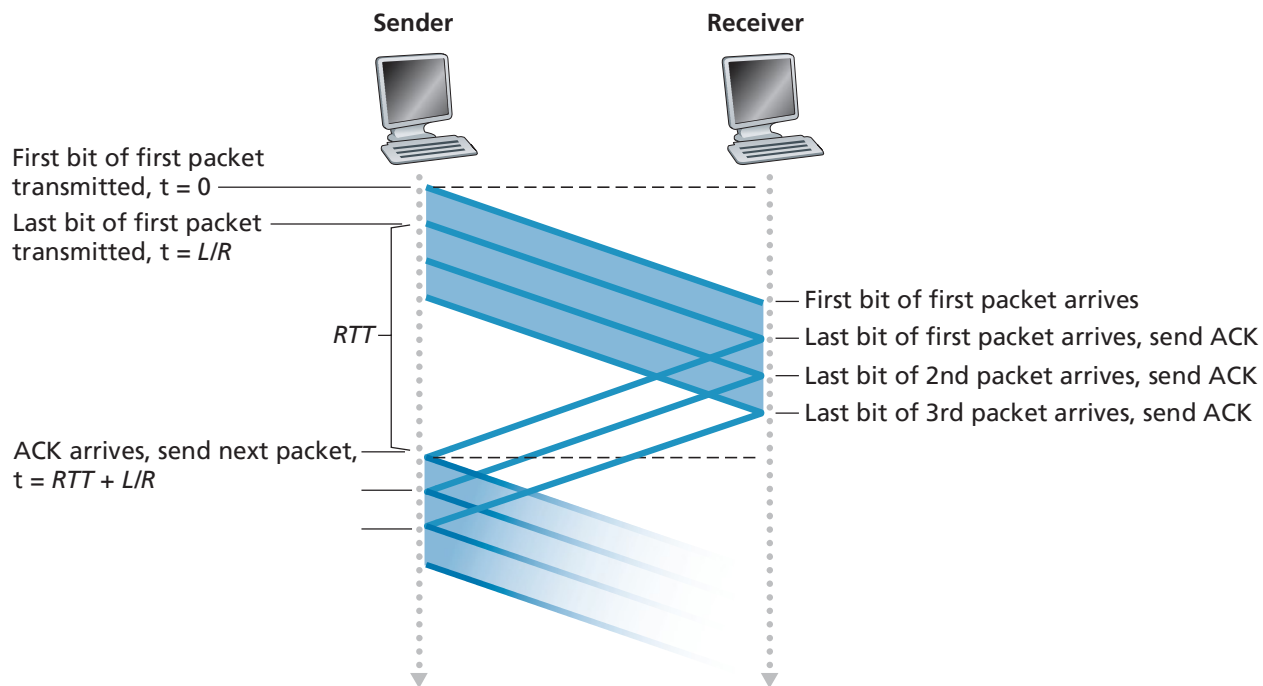 Sender
Receiver
First bit of first packet
transmitted, t = 0
Last bit of first packet
transmitted, t = L/R
RTT
First bit of first packet arrives
Last bit of first packet arrives, send ACK
Last bit of 2nd packet arrives, send ACK
Last bit of 3rd packet arrives, send ACK
ACK arrives, send next packet,
t = RTT + L/R